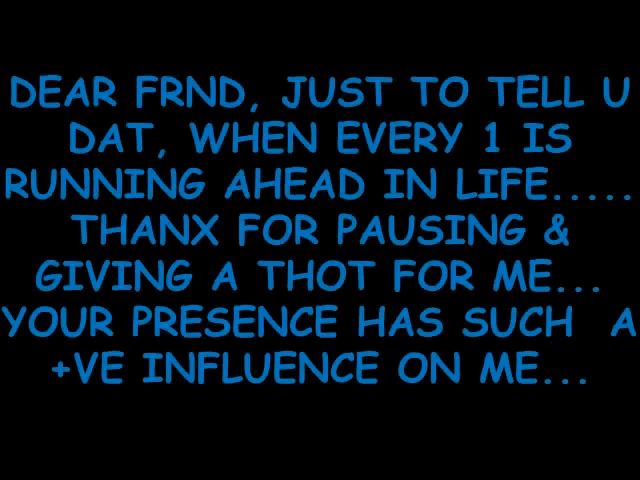 DEAR FRND, JUST TO TELL U
DAT, WHEN EVERY 1 IS
RUNNING AHEAD IN LIFE.....
THANX FOR PAUSING &
GIVING A THOT FOR ME...
YOUR PRESENCE HAS SUCH  A
+VE INFLUENCE ON ME...